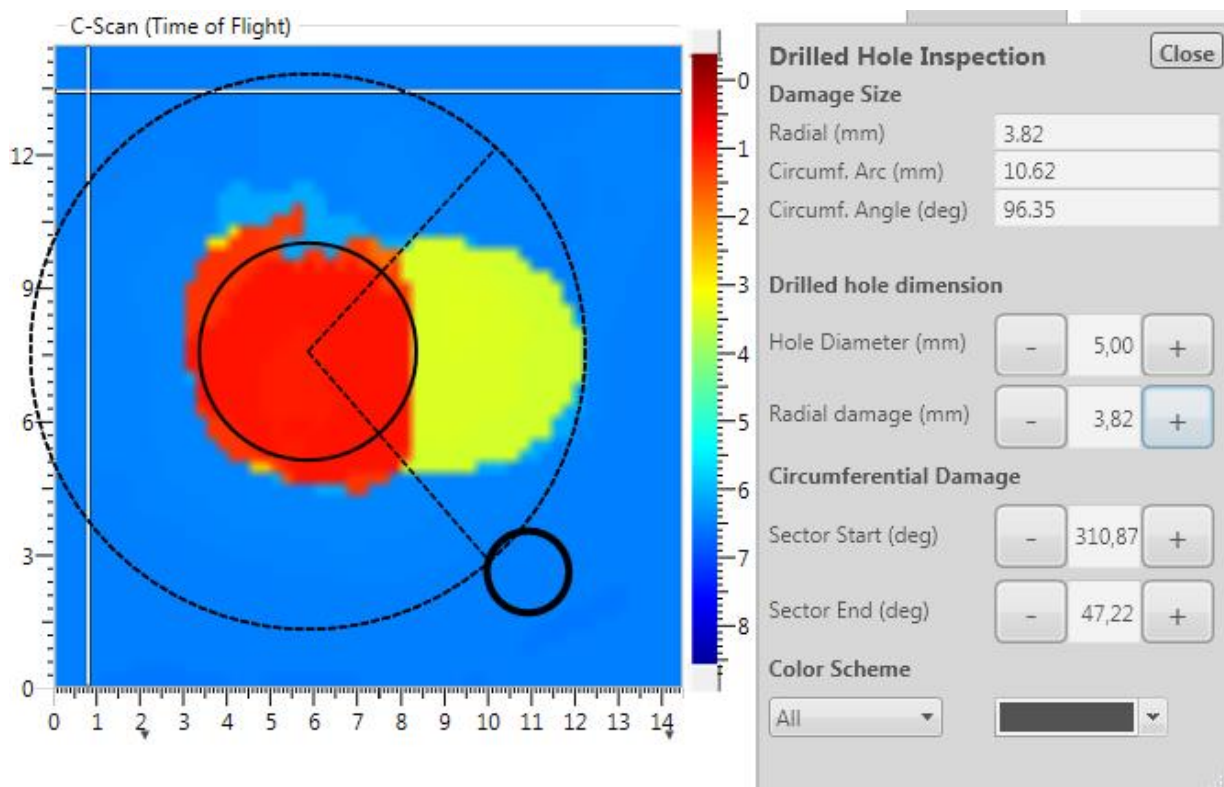 C-Scan (Time of Flight)
12
9
6
3
0
0 1 2 3 4 5 6 7 8 9 10 11 12 13 14
0
1
2
3
4
5
6
7
8
Drilled Hole Inspection
Close
Damage Size
Radial (mm) 3.82
Circumf. Arc (mm) 10.62
Circumf. Angle (deg) 96.35
Drilled hole dimension
Hole Diameter (mm) - 5,00 +
Radial damage (mm) - 3,82 +
Circumferential Damage
Sector Start (deg) - 310,87 +
Sector End (deg) - 47,22 +
Color Scheme
All